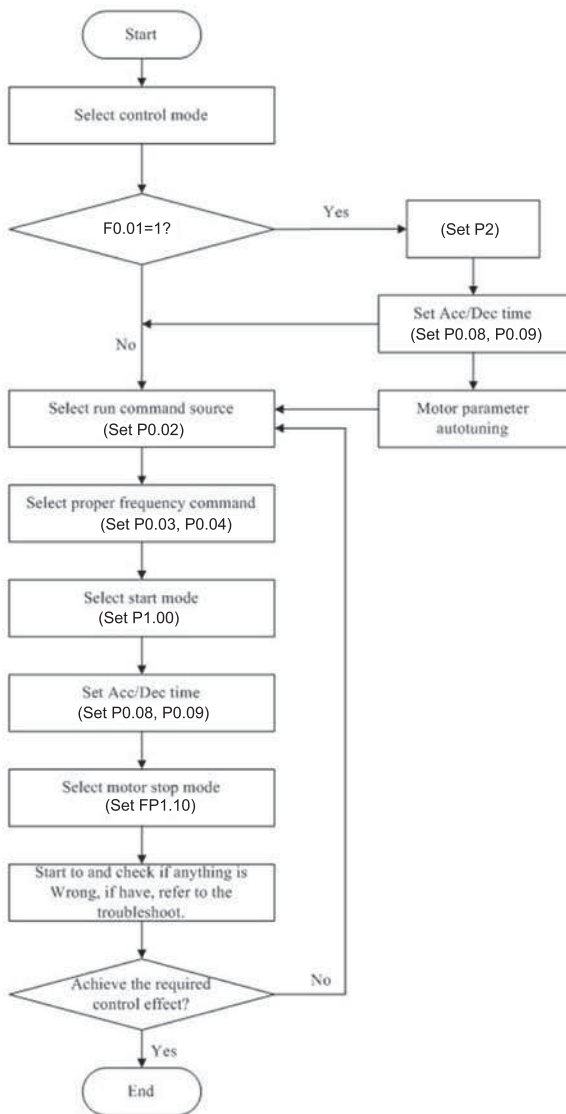 Start
Select control mode
F0.01=1?
Yes
(Set P2)
Set Acc/Dec time
(Set P0.08, P0.09)
No
Select run command source
(Set P0.02)
Motor parameter
autotuning
Select proper frequency command
(Set P0.03, P0.04)
Select start mode
(Set P1.00)
Set Acc/Dec time
(Set P0.08, P0.09)
Select motor stop mode
(Set FP1.10)
Start to and check if anything is
Wrong, if have, refer to the
troubleshoot.
Achieve the required
control effect?
No
Yes
End